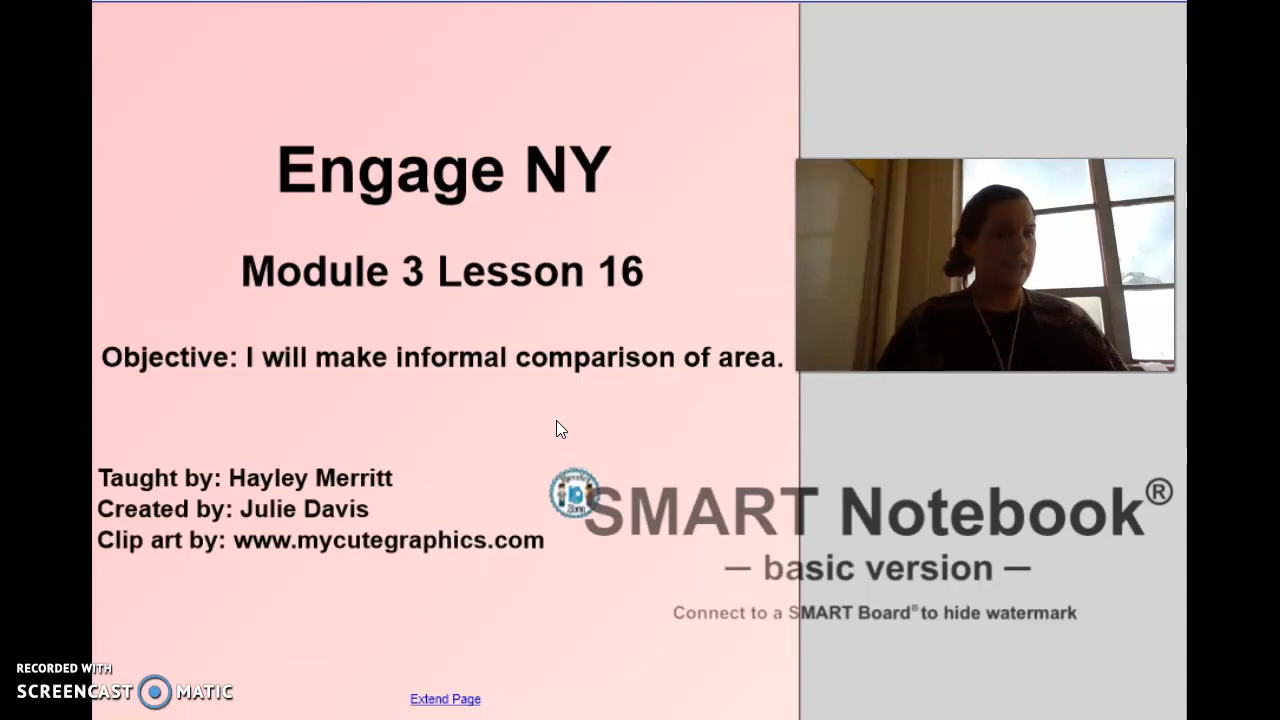 Engage NY
Module 3 Lesson 16
Objective: I will make informal comparison of area.
Taught by: Hayley Merritt
Created by: Julie Davis
Clip art by: www.mycutegraphics.com
SMART Notebook®
— basic version —
Connect to a SMART Board® to hide watermark
RECORDED WITH
SCREENCAST MATIC
Extend Page